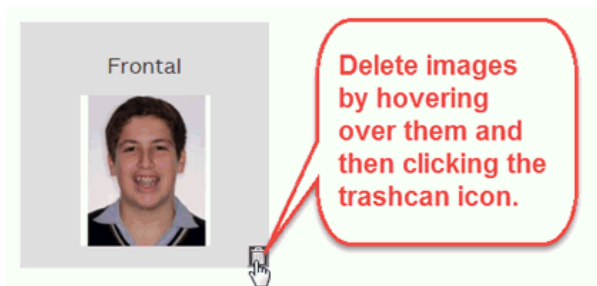 Frontal
Delete images
by hovering
over them and
then clicking the
trashcan icon.